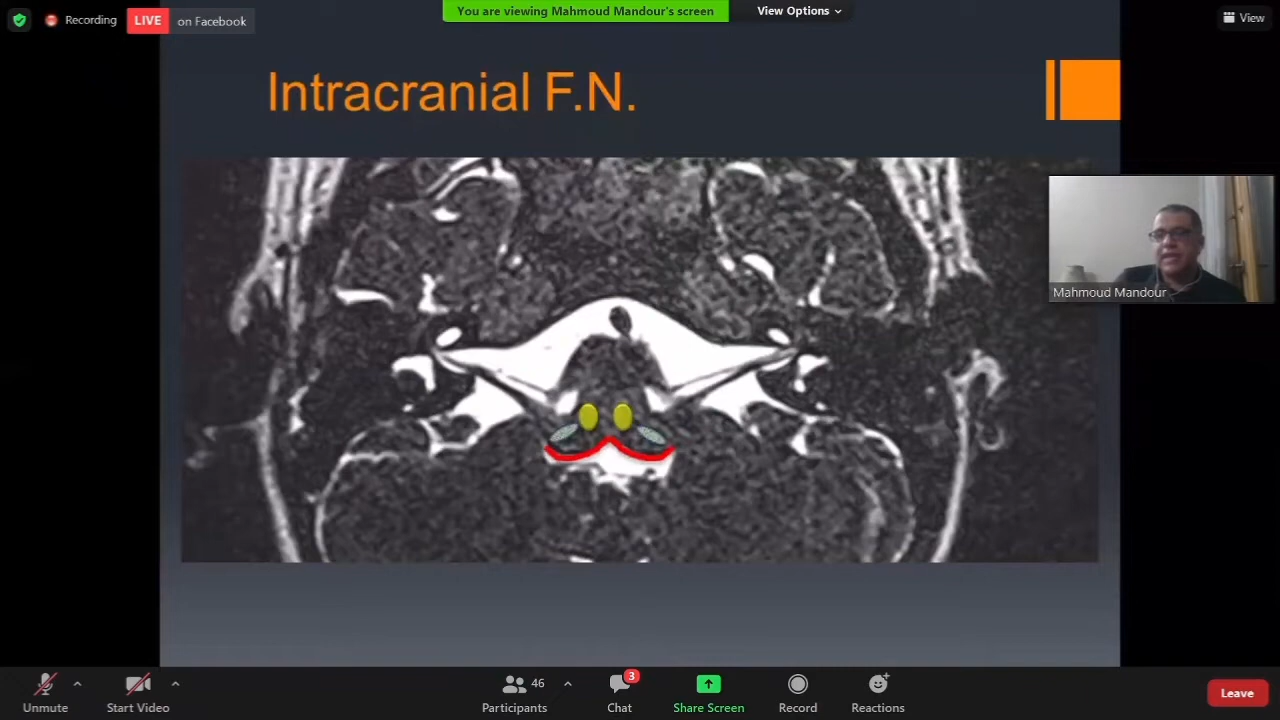 Recording
LIVE
on Facebook
You are viewing Mahmoud Mandour's screen
View Options
View
Intracranial F.N.
Mahmoud Mandour
Unmute
Start Video
46
Participants
3
Chat
Share Screen
Record
Reactions
Leave